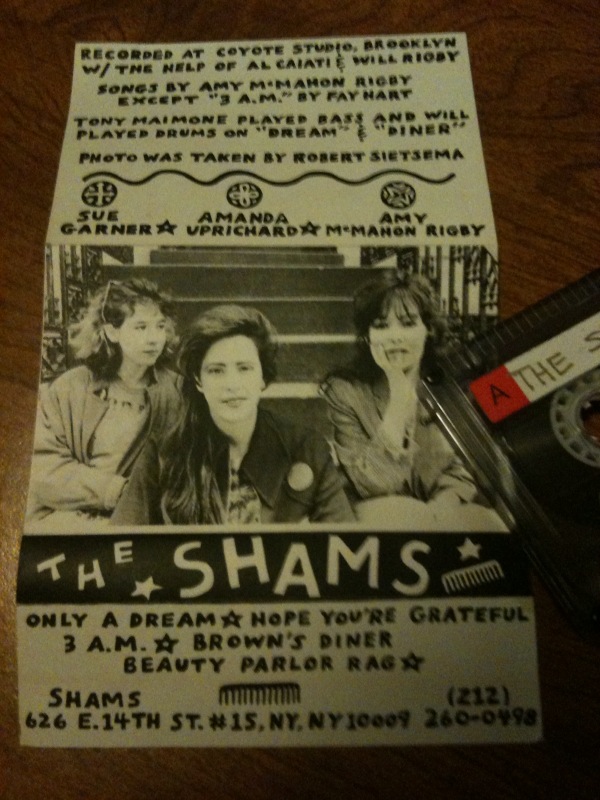 RECORDED AT COYOTE STUDIO, BROOKLYN
W/ THE HELP OF AL CAIATI & WILL RIGBY
SONGS BY AMY McMAHON RIGBY
EXCEPT "3 A.M." BY FAY HART
TONY MAIMONE PLAYED BASS AND WILL
PLAYED DRUMS ON "DREAM" & "DINER"
PHOTO WAS TAKEN BY ROBERT SIETSEMA
SUE GARNER ☆ AMANDA UPRICHARD ☆ AMY McMAHON RIGBY
A THE S
THE SHAMS
ONLY A DREAM ☆ HOPE YOU'RE GRATEFUL
3 A.M. ☆ BROWN'S DINER
BEAUTY PARLOR RAG ☆
SHAMS (212)
626 E.14TH ST. #15, NY, NY 10009 260-0498